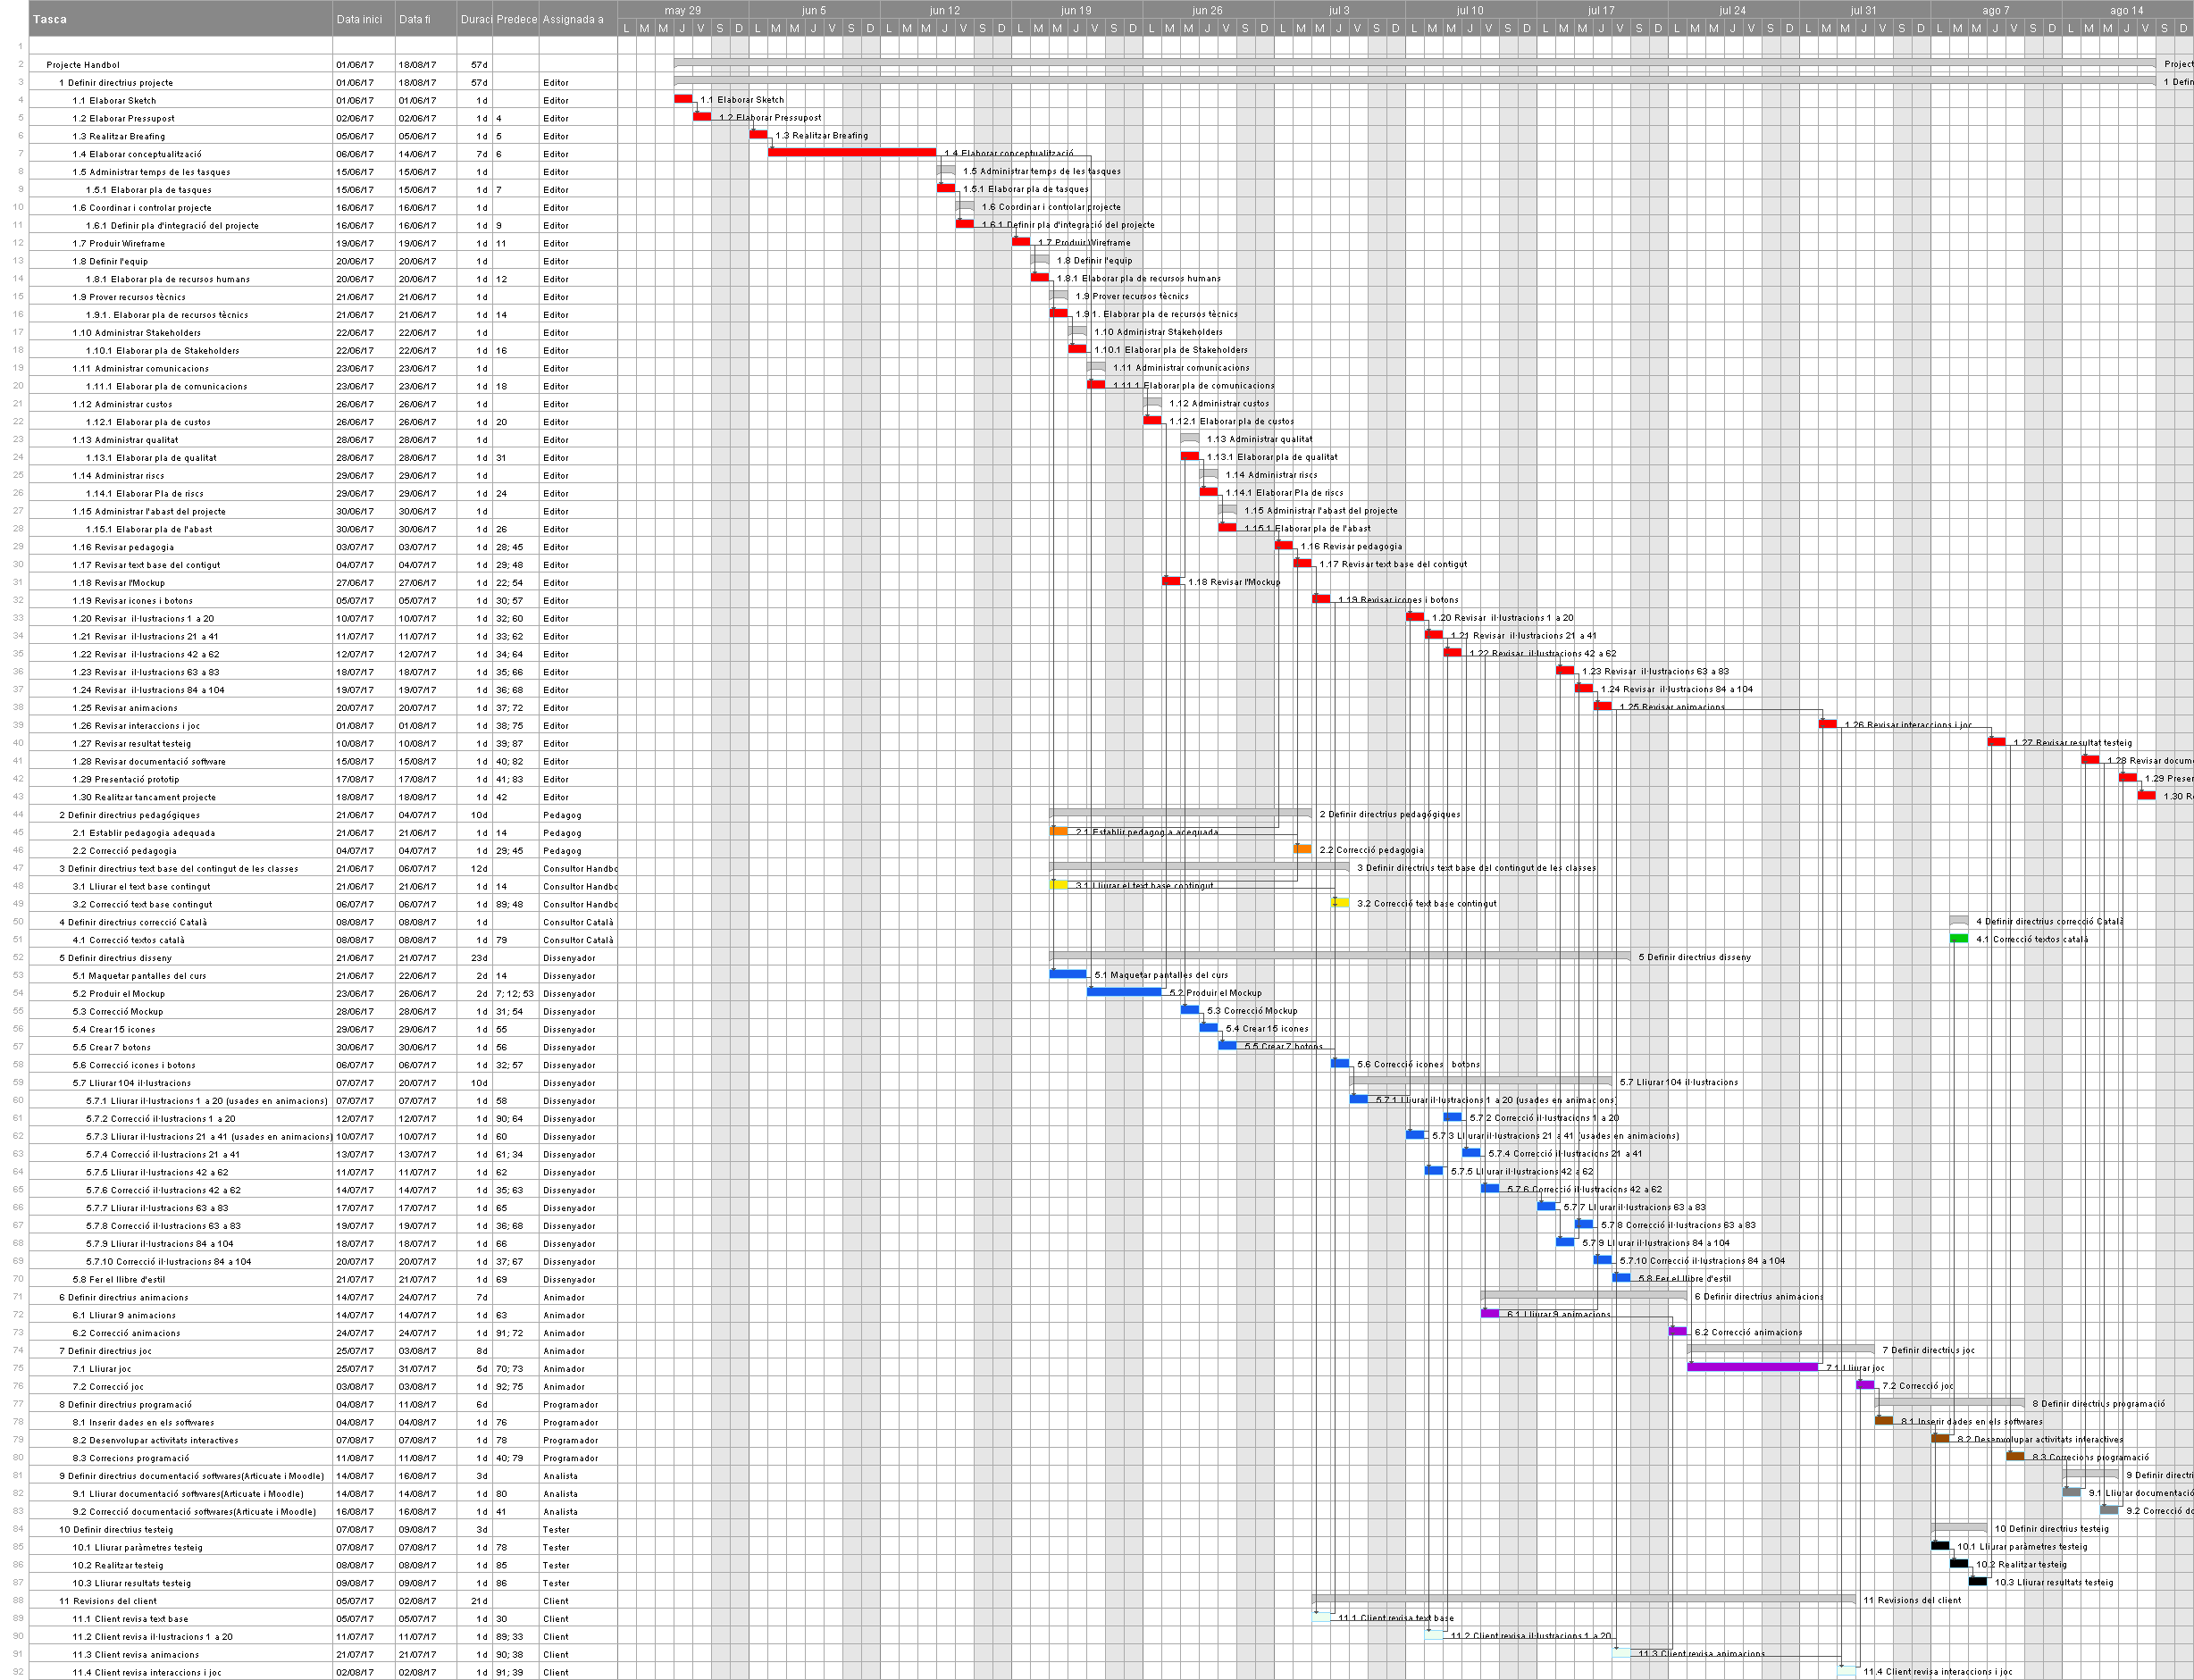 Tasca Data inici Data fi Duraci Predece Assignada a may 29 jun 5 jun 12 jun 19 jun 26 jul 3 jul 10 jul 17 jul 24 jul 31 ago 7 ago 14
L M M J V S D L M M J V S D L M M J V S D L M M J V S D L M M J V S D L M M J V S D L M M J V S D L M M J V S D L M M J V S D L M M J V S D L M M J V S D L M M J V S D
1
2 Projecte Handbol 01/06/17 18/08/17 57d Project
3 1 Definir directrius projecte 01/06/17 18/08/17 57d Editor 1 Defin
4 1.1 Elaborar Sketch 01/06/17 01/06/17 1d Editor 1.1 Elaborar Sketch
5 1.2 Elaborar Pressupost 02/06/17 02/06/17 1d 4 Editor 1.2 Elaborar Pressupost
6 1.3 Realitzar Breafing 05/06/17 05/06/17 1d 5 Editor 1.3 Realitzar Breafing
7 1.4 Elaborar conceptualització 06/06/17 14/06/17 7d 6 Editor 1.4 Elaborar conceptualització
8 1.5 Administrar temps de les tasques 15/06/17 15/06/17 1d Editor 1.5 Administrar temps de les tasques
9 1.5.1 Elaborar pla de tasques 15/06/17 15/06/17 1d 7 Editor 1.5.1 Elaborar pla de tasques
10 1.6 Coordinar i controlar projecte 16/06/17 16/06/17 1d Editor 1.6 Coordinar i controlar projecte
11 1.6.1 Definir pla d'integració del projecte 16/06/17 16/06/17 1d 9 Editor 1.6.1 Definir pla d'integració del projecte
12 1.7 Produir Wireframe 19/06/17 19/06/17 1d 11 Editor 1.7 Produir Wireframe
13 1.8 Definir l'equip 20/06/17 20/06/17 1d Editor 1.8 Definir l'equip
14 1.8.1 Elaborar pla de recursos humans 20/06/17 20/06/17 1d 12 Editor 1.8.1 Elaborar pla de recursos humans
15 1.9 Prover recursos tècnics 21/06/17 21/06/17 1d Editor 1.9 Prover recursos tècnics
16 1.9.1. Elaborar pla de recursos tècnics 21/06/17 21/06/17 1d 14 Editor 1.9.1. Elaborar pla de recursos tècnics
17 1.10 Administrar Stakeholders 22/06/17 22/06/17 1d Editor 1.10 Administrar Stakeholders
18 1.10.1 Elaborar pla de Stakeholders 22/06/17 22/06/17 1d 16 Editor 1.10.1 Elaborar pla de Stakeholders
19 1.11 Administrar comunicacions 23/06/17 23/06/17 1d Editor 1.11 Administrar comunicacions
20 1.11.1 Elaborar pla de comunicacions 23/06/17 23/06/17 1d 18 Editor 1.11.1 Elaborar pla de comunicacions
21 1.12 Administrar custos 26/06/17 26/06/17 1d Editor 1.12 Administrar custos
22 1.12.1 Elaborar pla de custos 26/06/17 26/06/17 1d 20 Editor 1.12.1 Elaborar pla de custos
23 1.13 Administrar qualitat 28/06/17 28/06/17 1d Editor 1.13 Administrar qualitat
24 1.13.1 Elaborar pla de qualitat 28/06/17 28/06/17 1d 31 Editor 1.13.1 Elaborar pla de qualitat
25 1.14 Administrar riscs 29/06/17 29/06/17 1d Editor 1.14 Administrar riscs
26 1.14.1 Elaborar Pla de riscs 29/06/17 29/06/17 1d 24 Editor 1.14.1 Elaborar Pla de riscs
27 1.15 Administrar l'abast del projecte 30/06/17 30/06/17 1d Editor 1.15 Administrar l'abast del projecte
28 1.15.1 Elaborar pla de l'abast 30/06/17 30/06/17 1d 26 Editor 1.15.1 Elaborar pla de l'abast
29 1.16 Revisar pedagogia 03/07/17 03/07/17 1d 28; 45 Editor 1.16 Revisar pedagogia
30 1.17 Revisar text base del contigut 04/07/17 04/07/17 1d 29; 48 Editor 1.17 Revisar text base del contigut
31 1.18 Revisar l'Mockup 27/06/17 27/06/17 1d 22; 54 Editor 1.18 Revisar l'Mockup
32 1.19 Revisar icones i botons 05/07/17 05/07/17 1d 30; 57 Editor 1.19 Revisar icones i botons
33 1.20 Revisar il·lustracions 1 a 20 10/07/17 10/07/17 1d 32; 60 Editor 1.20 Revisar il·lustracions 1 a 20
34 1.21 Revisar il·lustracions 21 a 41 11/07/17 11/07/17 1d 33; 62 Editor 1.21 Revisar il·lustracions 21 a 41
35 1.22 Revisar il·lustracions 42 a 62 12/07/17 12/07/17 1d 34; 64 Editor 1.22 Revisar il·lustracions 42 a 62
36 1.23 Revisar il·lustracions 63 a 83 18/07/17 18/07/17 1d 35; 66 Editor 1.23 Revisar il·lustracions 63 a 83
37 1.24 Revisar il·lustracions 84 a 104 19/07/17 19/07/17 1d 36; 68 Editor 1.24 Revisar il·lustracions 84 a 104
38 1.25 Revisar animacions 20/07/17 20/07/17 1d 37; 72 Editor 1.25 Revisar animacions
39 1.26 Revisar interaccions i joc 01/08/17 01/08/17 1d 38; 75 Editor 1.26 Revisar interaccions i joc
40 1.27 Revisar resultat testeig 10/08/17 10/08/17 1d 39; 87 Editor 1.27 Revisar resultat testeig
41 1.28 Revisar documentació software 15/08/17 15/08/17 1d 40; 82 Editor 1.28 Revisar docum
42 1.29 Presentació prototip 17/08/17 17/08/17 1d 41; 83 Editor 1.29 Presen
43 1.30 Realitzar tancament projecte 18/08/17 18/08/17 1d 42 Editor 1.30 Re
44 2 Definir directrius pedagógiques 21/06/17 04/07/17 10d Pedagog 2 Definir directrius pedagógiques
45 2.1 Establir pedagogia adequada 21/06/17 21/06/17 1d 14 Pedagog 2.1 Establir pedagogia adequada
46 2.2 Correcció pedagogia 04/07/17 04/07/17 1d 29; 45 Pedagog 2.2 Correcció pedagogia
47 3 Definir directrius text base del contingut de les classes 21/06/17 06/07/17 12d Consultor Handbo 3 Definir directrius text base del contingut de les classes
48 3.1 Lliurar el text base contingut 21/06/17 21/06/17 1d 14 Consultor Handbo 3.1 Lliurar el text base contingut
49 3.2 Correcció text base contingut 06/07/17 06/07/17 1d 89; 48 Consultor Handbo 3.2 Correcció text base contingut
50 4 Definir directrius correcció Català 08/08/17 08/08/17 1d Consultor Català 4 Definir directrius correcció Català
51 4.1 Correcció textos català 08/08/17 08/08/17 1d 79 Consultor Català 4.1 Correcció textos català
52 5 Definir directrius disseny 21/06/17 21/07/17 23d Dissenyador 5 Definir directrius disseny
53 5.1 Maquetar pantalles del curs 21/06/17 22/06/17 2d 14 Dissenyador 5.1 Maquetar pantalles del curs
54 5.2 Produir el Mockup 23/06/17 26/06/17 2d 7; 12; 53 Dissenyador 5.2 Produir el Mockup
55 5.3 Correcció Mockup 28/06/17 28/06/17 1d 31; 54 Dissenyador 5.3 Correcció Mockup
56 5.4 Crear 15 icones 29/06/17 29/06/17 1d 55 Dissenyador 5.4 Crear 15 icones
57 5.5 Crear 7 botons 30/06/17 30/06/17 1d 56 Dissenyador 5.5 Crear 7 botons
58 5.6 Correcció icones i botons 06/07/17 06/07/17 1d 32; 57 Dissenyador 5.6 Correcció icones i botons
59 5.7 Lliurar 104 il·lustracions 07/07/17 20/07/17 10d Dissenyador 5.7 Lliurar 104 il·lustracions
60 5.7.1 Lliurar il·lustracions 1 a 20 (usades en animacions) 07/07/17 07/07/17 1d 58 Dissenyador 5.7.1 Lliurar il·lustracions 1 a 20 (usades en animacions)
61 5.7.2 Correcció il·lustracions 1 a 20 12/07/17 12/07/17 1d 90; 64 Dissenyador 5.7.2 Correcció il·lustracions 1 a 20
62 5.7.3 Lliurar il·lustracions 21 a 41 (usades en animacions) 10/07/17 10/07/17 1d 60 Dissenyador 5.7.3 Lliurar il·lustracions 21 a 41 (usades en animacions)
63 5.7.4 Correcció il·lustracions 21 a 41 13/07/17 13/07/17 1d 61; 34 Dissenyador 5.7.4 Correcció il·lustracions 21 a 41
64 5.7.5 Lliurar il·lustracions 42 a 62 11/07/17 11/07/17 1d 62 Dissenyador 5.7.5 Lliurar il·lustracions 42 a 62
65 5.7.6 Correcció il·lustracions 42 a 62 14/07/17 14/07/17 1d 35; 63 Dissenyador 5.7.6 Correcció il·lustracions 42 a 62
66 5.7.7 Lliurar il·lustracions 63 a 83 17/07/17 17/07/17 1d 65 Dissenyador 5.7.7 Lliurar il·lustracions 63 a 83
67 5.7.8 Correcció il·lustracions 63 a 83 19/07/17 19/07/17 1d 36; 68 Dissenyador 5.7.8 Correcció il·lustracions 63 a 83
68 5.7.9 Lliurar il·lustracions 84 a 104 18/07/17 18/07/17 1d 66 Dissenyador 5.7.9 Lliurar il·lustracions 84 a 104
69 5.7.10 Correcció il·lustracions 84 a 104 20/07/17 20/07/17 1d 37; 67 Dissenyador 5.7.10 Correcció il·lustracions 84 a 104
70 5.8 Fer el llibre d'estil 21/07/17 21/07/17 1d 69 Dissenyador 5.8 Fer el llibre d'estil
71 6 Definir directrius animacions 14/07/17 24/07/17 7d Animador 6 Definir directrius animacions
72 6.1 Lliurar 9 animacions 14/07/17 14/07/17 1d 63 Animador 6.1 Lliurar 9 animacions
73 6.2 Correcció animacions 24/07/17 24/07/17 1d 91; 72 Animador 6.2 Correcció animacions
74 7 Definir directrius joc 25/07/17 03/08/17 8d Animador 7 Definir directrius joc
75 7.1 Lliurar joc 25/07/17 31/07/17 5d 70; 73 Animador 7.1 Lliurar joc
76 7.2 Correcció joc 03/08/17 03/08/17 1d 92; 75 Animador 7.2 Correcció joc
77 8 Definir directrius programació 04/08/17 11/08/17 6d Programador 8 Definir directrius programació
78 8.1 Inserir dades en els softwares 04/08/17 04/08/17 1d 76 Programador 8.1 Inserir dades en els softwares
79 8.2 Desenvolupar activitats interactives 07/08/17 07/08/17 1d 78 Programador 8.2 Desenvolupar activitats interactives
80 8.3 Correcions programació 11/08/17 11/08/17 1d 40; 79 Programador 8.3 Correcions programació
81 9 Definir directrius documentació softwares(Articuate i Moodle) 14/08/17 16/08/17 3d Analista 9 Definir directri
82 9.1 Lliurar documentació softwares(Articuate i Moodle) 14/08/17 14/08/17 1d 80 Analista 9.1 Lliurar documentació
83 9.2 Correcció documentació softwares(Articuate i Moodle) 16/08/17 16/08/17 1d 41 Analista 9.2 Correcció do
84 10 Definir directrius testeig 07/08/17 09/08/17 3d Tester 10 Definir directrius testeig
85 10.1 Lliurar paràmetres testeig 07/08/17 07/08/17 1d 78 Tester 10.1 Lliurar paràmetres testeig
86 10.2 Realitzar testeig 08/08/17 08/08/17 1d 85 Tester 10.2 Realitzar testeig
87 10.3 Lliurar resultats testeig 09/08/17 09/08/17 1d 86 Tester 10.3 Lliurar resultats testeig
88 11 Revisions del client 05/07/17 02/08/17 21d Client 11 Revisions del client
89 11.1 Client revisa text base 05/07/17 05/07/17 1d 30 Client 11.1 Client revisa text base
90 11.2 Client revisa il·lustracions 1 a 20 11/07/17 11/07/17 1d 89; 33 Client 11.2 Client revisa il·lustracions 1 a 20
91 11.3 Client revisa animacions 21/07/17 21/07/17 1d 90; 38 Client 11.3 Client revisa animacions
92 11.4 Client revisa interaccions i joc 02/08/17 02/08/17 1d 91; 39 Client 11.4 Client revisa interaccions i joc